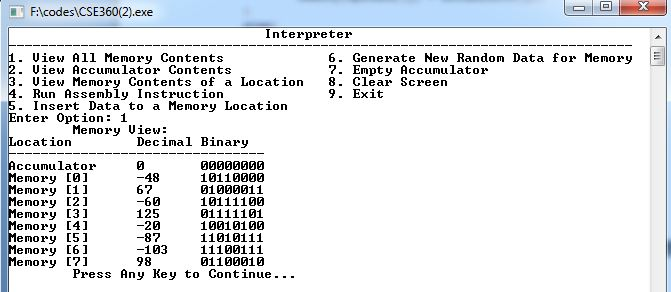 F:\codes\CSE360(2).exe
Interpreter
1. View All Memory Contents 6. Generate New Random Data for Memory
2. View Accumulator Contents 7. Empty Accumulator
3. View Memory Contents of a Location 8. Clear Screen
4. Run Assembly Instruction 9. Exit
5. Insert Data to a Memory Location
Enter Option: 1
Memory View:
Location Decimal Binary
Accumulator 0 00000000
Memory [0] -48 10110000
Memory [1] 67 01000011
Memory [2] -60 10111100
Memory [3] 125 01111101
Memory [4] -20 10010100
Memory [5] -87 11010111
Memory [6] -103 11100111
Memory [7] 98 01100010
Press Any Key to Continue...